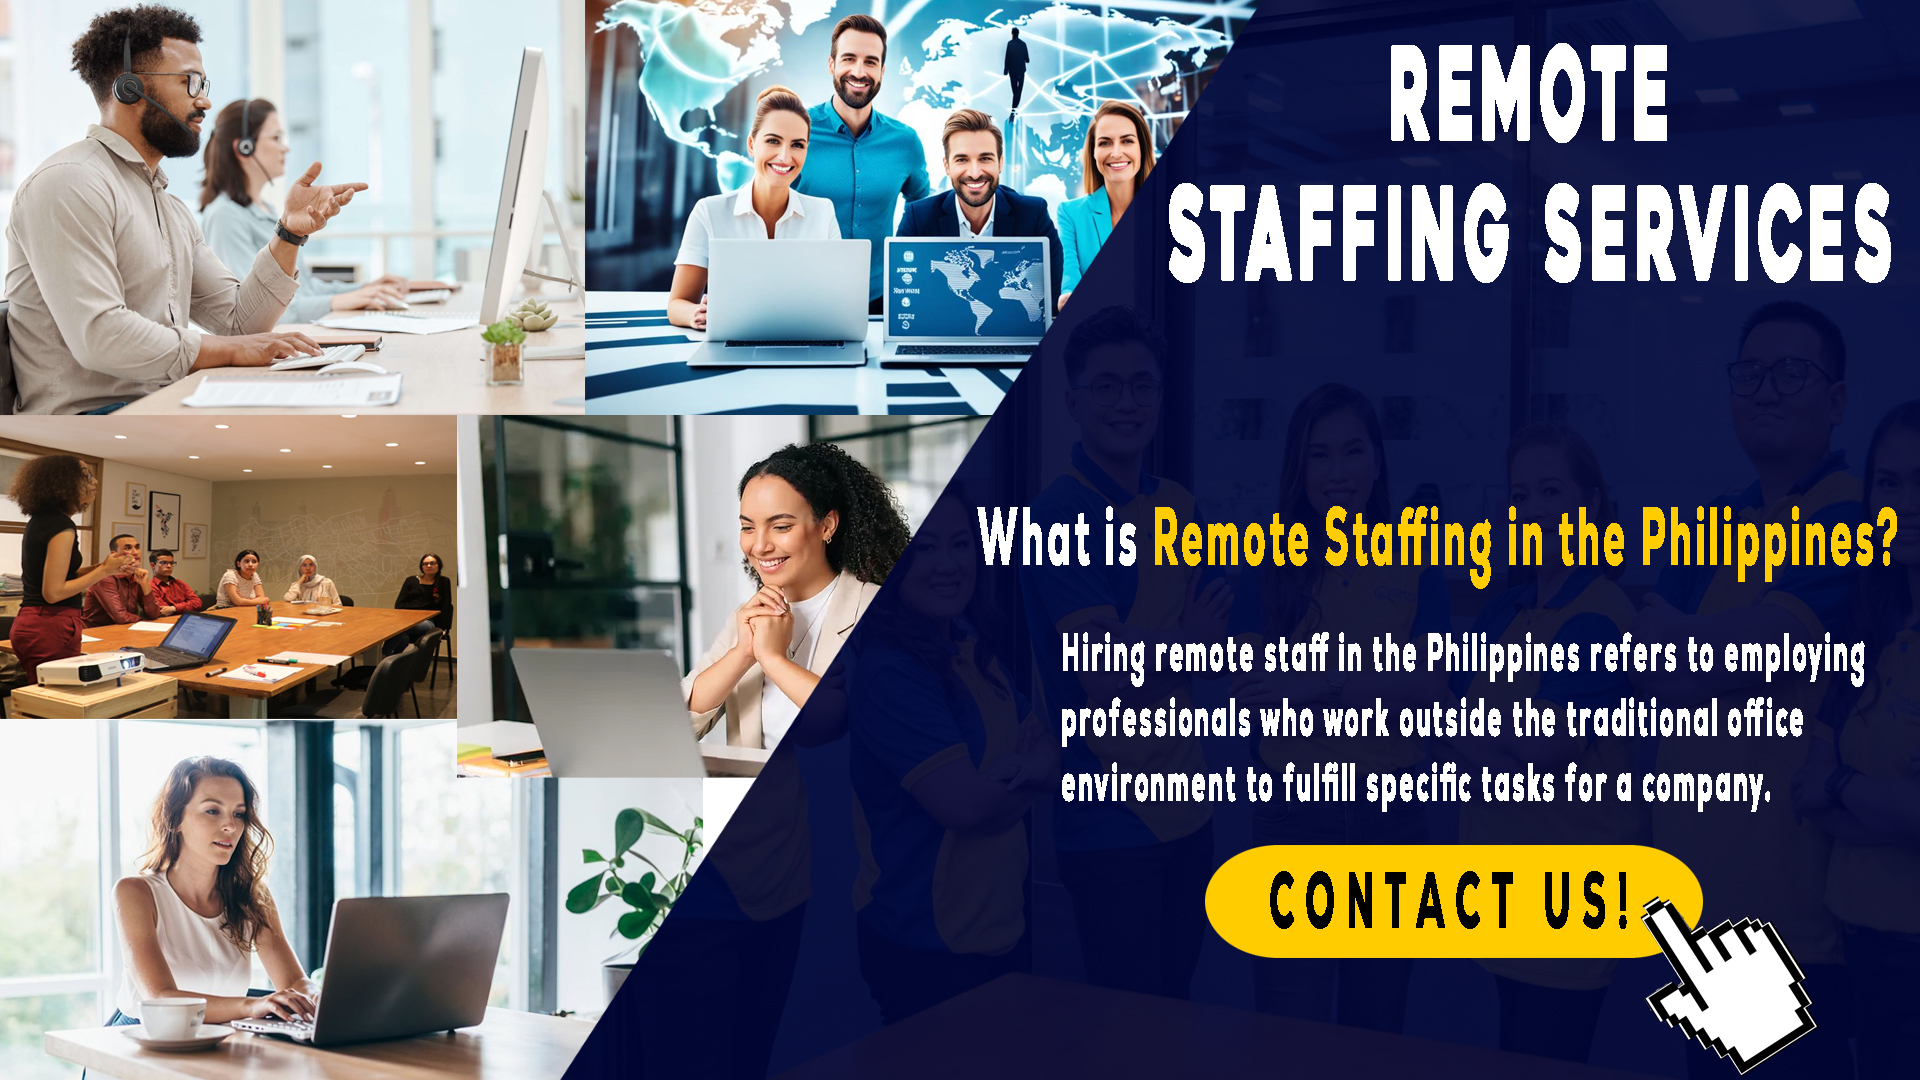 REMOTE
STAFFING SERVICES
What is Remote Staffing in the Philippines?
Hiring remote staff in the Philippines refers to employing
professionals who work outside the traditional office
environment to fulfill specific tasks for a company.
CONTACT US!